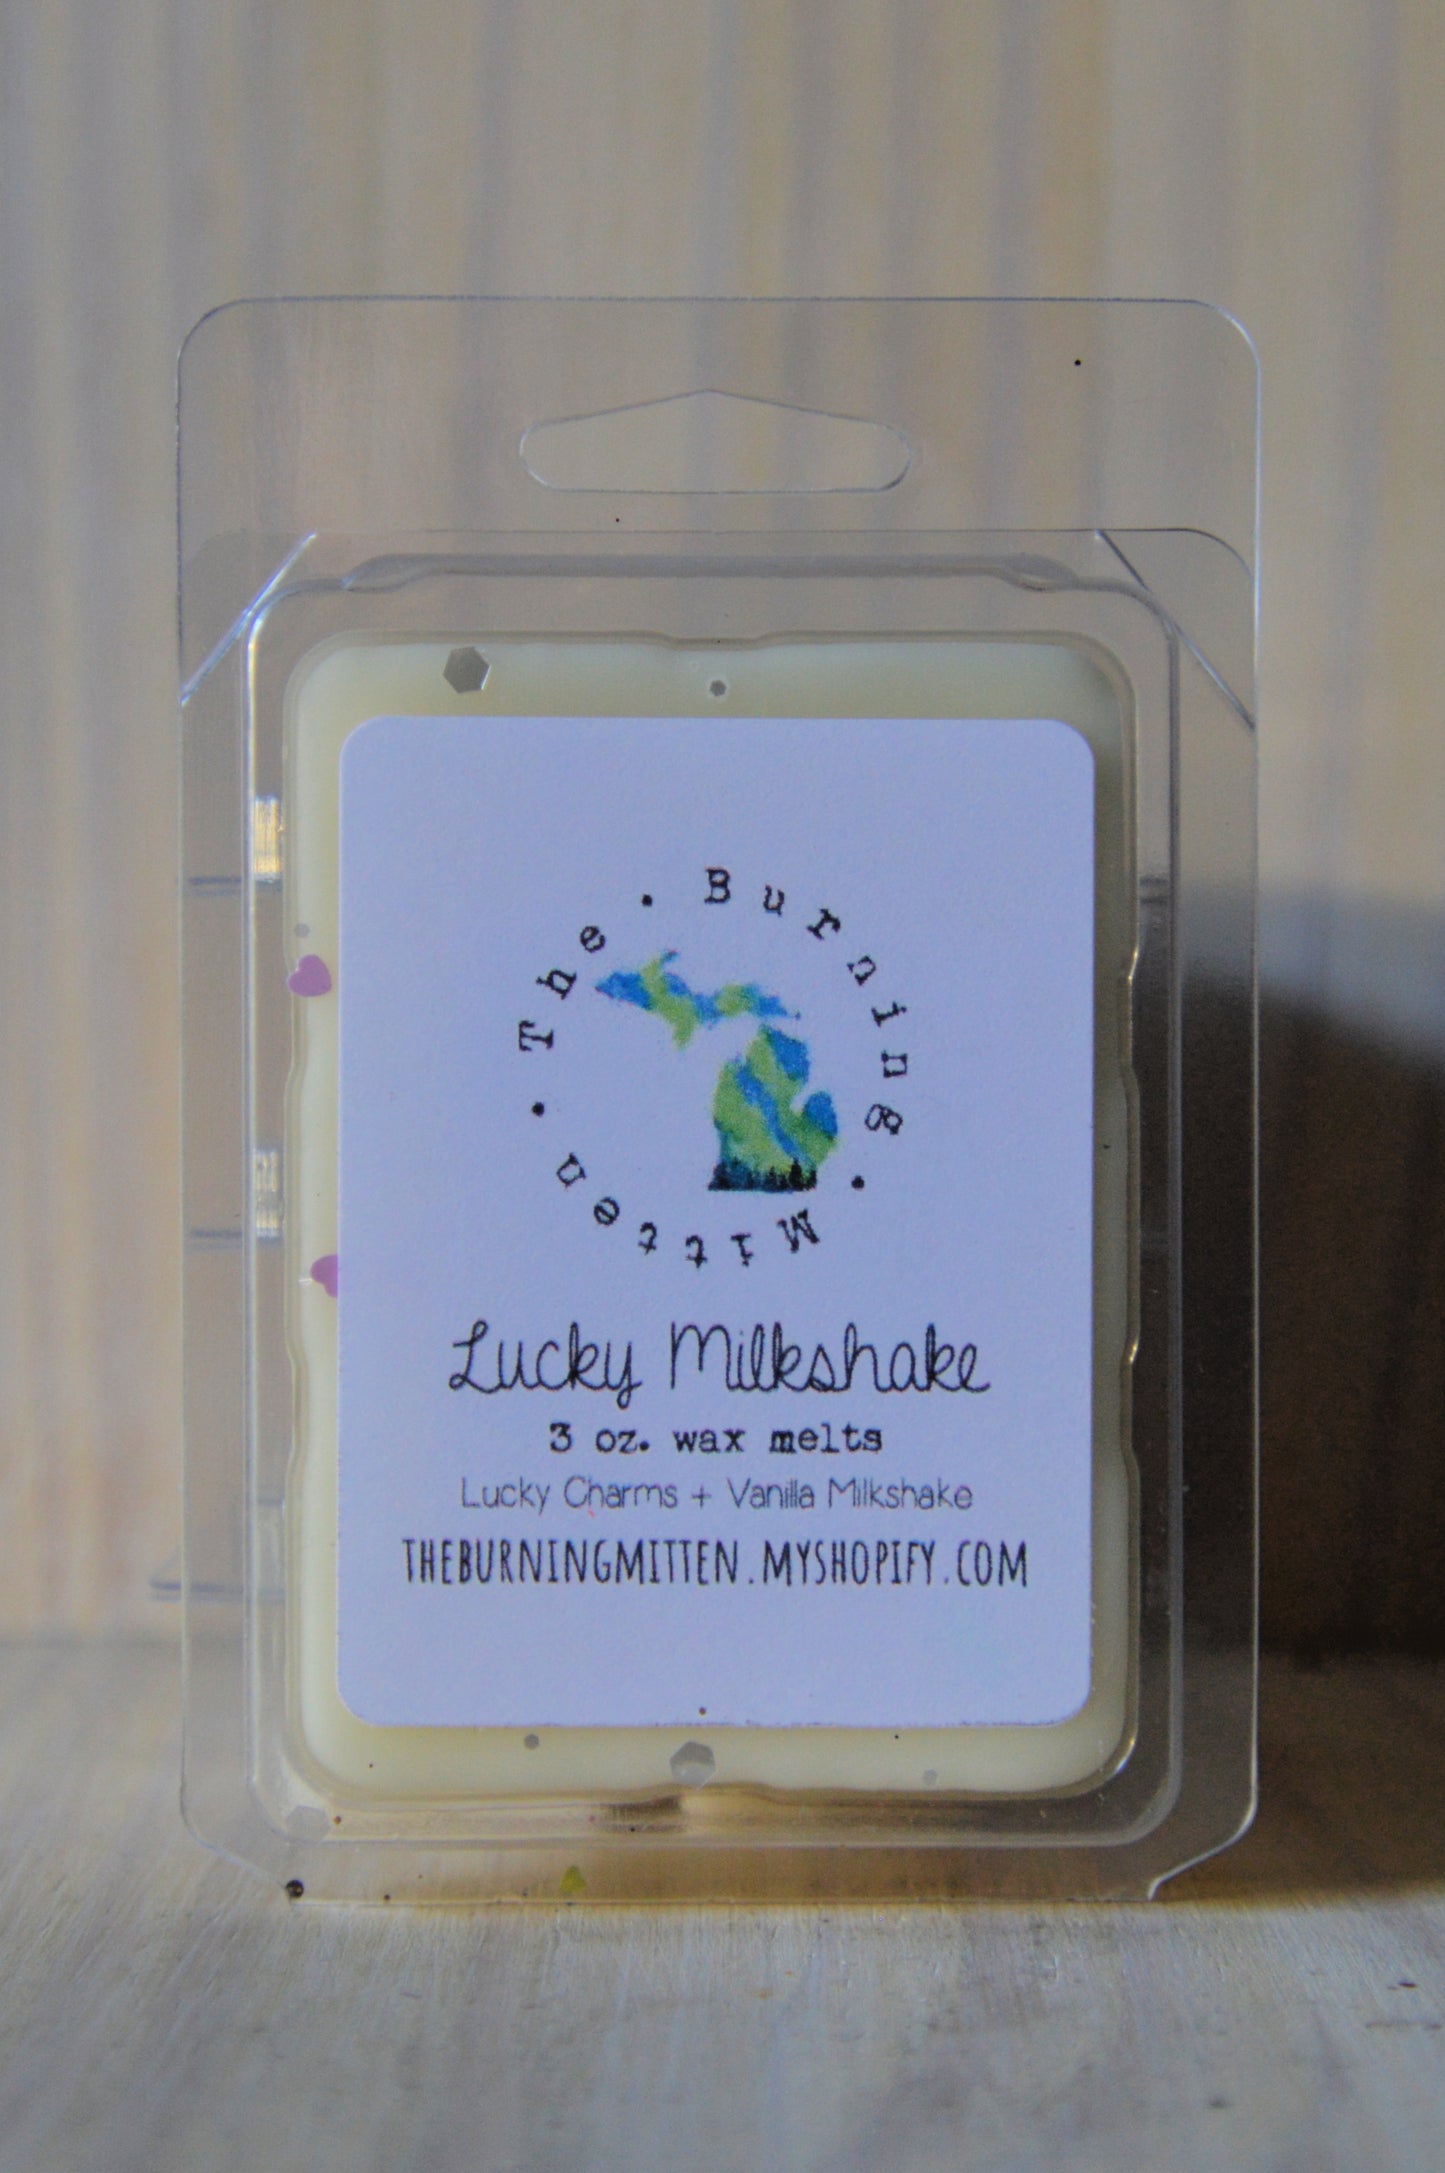 The . Burning . Mitten .
Lucky Milkshake
3 oz. wax melts
Lucky Charms + Vanilla Milkshake
THEBURNINGMITTEN.MYSHOPIFY.COM